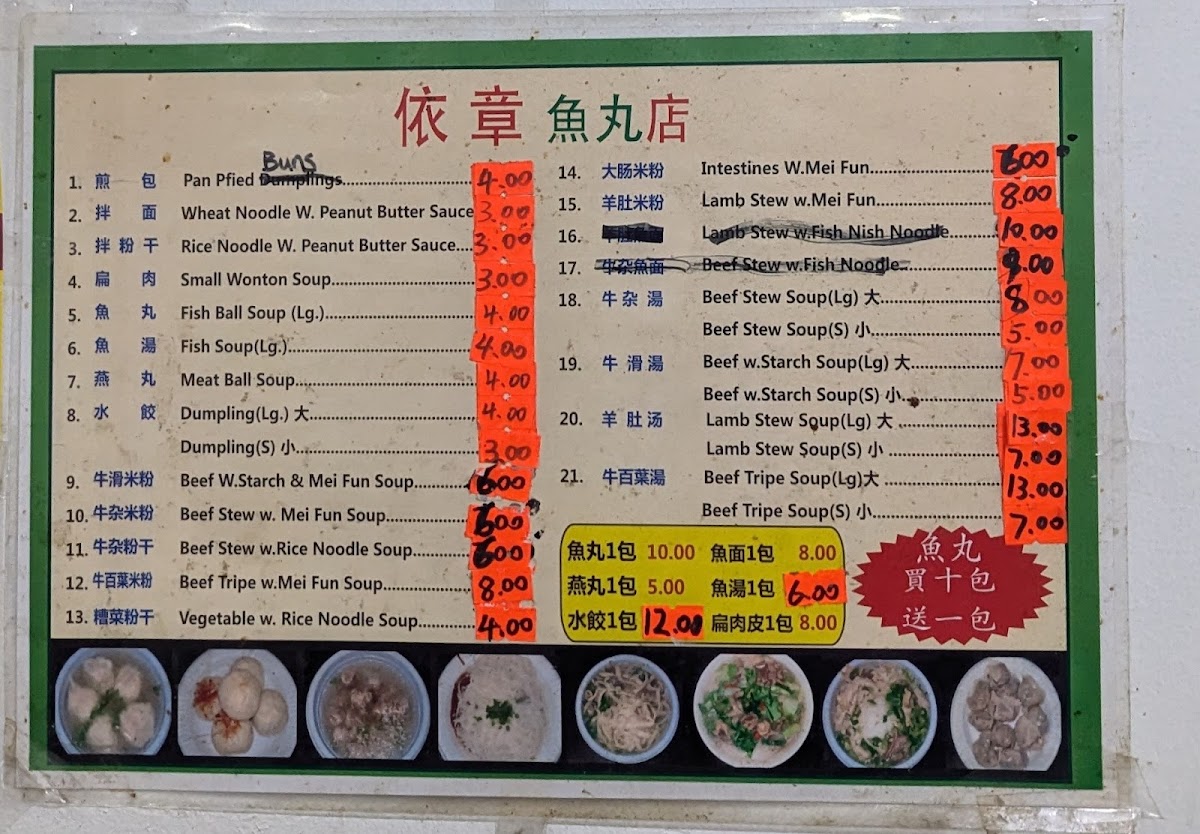 依章魚丸店
Buns
1. 煎包 Pan Pfied Dumplings 4.00
2. 拌面 Wheat Noodle W. Peanut Butter Sauce 3.00
3. 拌粉干 Rice Noodle W. Peanut Butter Sauce.... 3.00
4. 扁肉 Small Wonton Soup 3.00
5. 魚丸 Fish Ball Soup (Lg.) 4.00
6. 魚湯 Fish Soup(Lg.) 4.00
7. 燕丸 Meat Ball Soup 4.00
8. 水餃 Dumpling(Lg.) 大 4.00
Dumpling(S) 小 3.00
9. 牛滑米粉 Beef W.Starch & Mei Fun Soup 6.00
10. 牛杂米粉 Beef Stew w. Mei Fun Soup 6.00
11. 牛杂粉干 Beef Stew w.Rice Noodle Soup 6.00
12. 牛百葉米粉 Beef Tripe w.Mei Fun Soup 8.00
13. 糟菜粉干 Vegetable w. Rice Noodle Soup 4.00
14. 大肠米粉 Intestines W.Mei Fun 6.00
15. 羊肚米粉 Lamb Stew w.Mei Fun 8.00
16. Lamb Stew w.Fish Nish Noodle 10.00
17. 牛杂魚面 Beef Stew w.Fish Noodle 9.00
18. 牛杂湯 Beef Stew Soup(Lg) 大 8.00
Beef Stew Soup(S) 小 5.00
19. 牛滑湯 Beef w.Starch Soup(Lg) 大 7.00
Beef w.Starch Soup(S) 小 5.00
20. 羊肚汤 Lamb Stew Soup(Lg) 大 13.00
Lamb Stew Soup(S) 小 7.00
21. 牛百葉湯 Beef Tripe Soup(Lg)大 13.00
Beef Tripe Soup(S) 小 7.00
魚丸1包 10.00 魚面1包 8.00
燕丸1包 5.00 魚湯1包 6.00
水餃1包 12.00 扁肉皮1包 8.00
魚丸
買十包
送一包